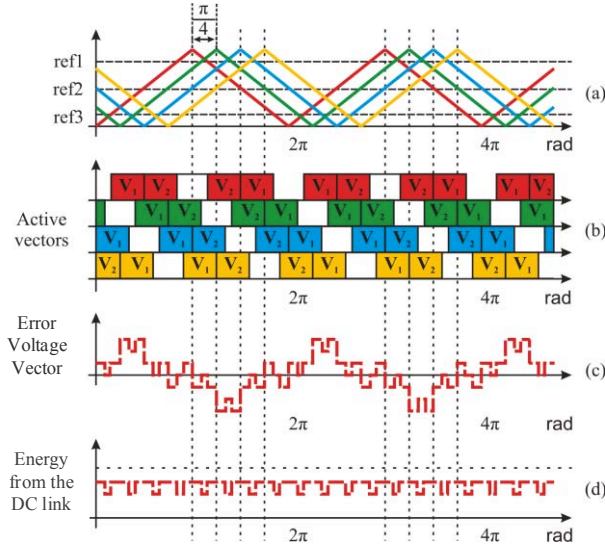 π
4
ref1
ref2
ref3
2π
4π
rad
(a)
Active
vectors
V₁ V₂ V₂ V₁ V₁ V₂ V₂ V₁ V₁ V₂
V₁ V₂ V₂ V₁ V₁ V₂ V₂ V₁ V₁
V₁ V₁ V₂ V₂ V₁ V₁ V₂ V₂ V₁
V₂ V₁ V₁ V₂ V₂ V₁ V₁ V₂ V₂ V₁
2π
4π
rad
(b)
Error
Voltage
Vector
2π
4π
rad
(c)
Energy
from the
DC link
2π
4π
rad
(d)